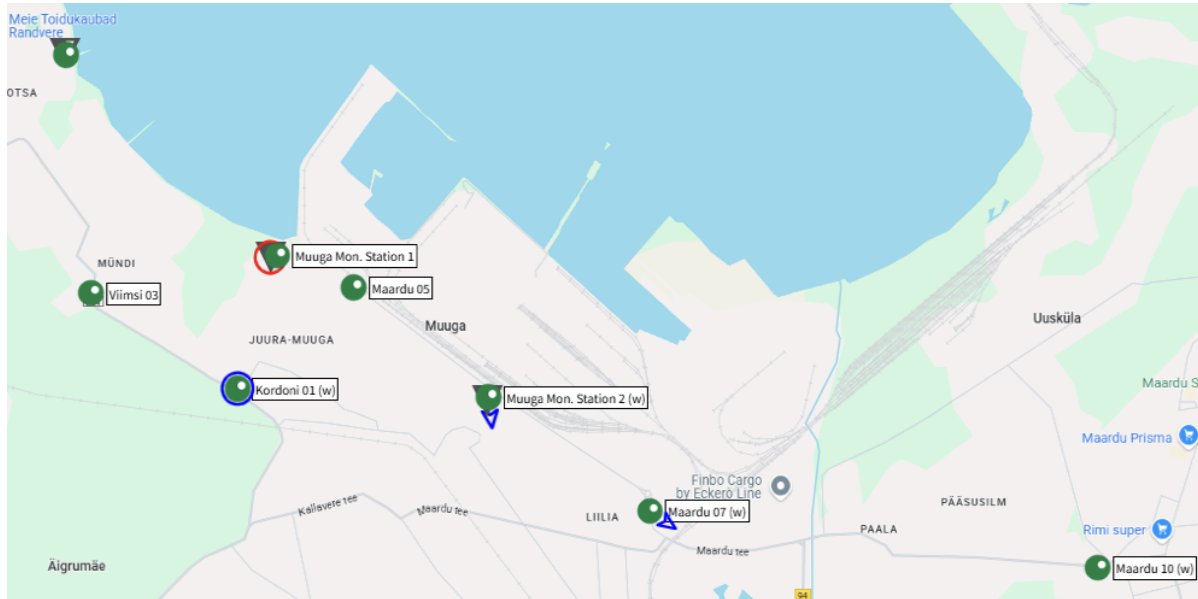 Meie Toidukaubad
Randvere
OTSA
Muuga Mon. Station 1
MÜNDI
Maardu 05
Viimsi 03
Muuga
Uusküla
JUURA-MUUGA
Maardu S
Kordoni 01 (w)
Muuga Mon. Station 2 (w)
Maardu Prisma
Finbo Cargo
by Eckerö Line
Kallavere tee
Maardu tee
LIILIA
Maardu 07 (w)
PÄÄSUSILM
PAALA
Rimi super
Maardu tee
Äigrumäe
Maardu 10 (w)
94